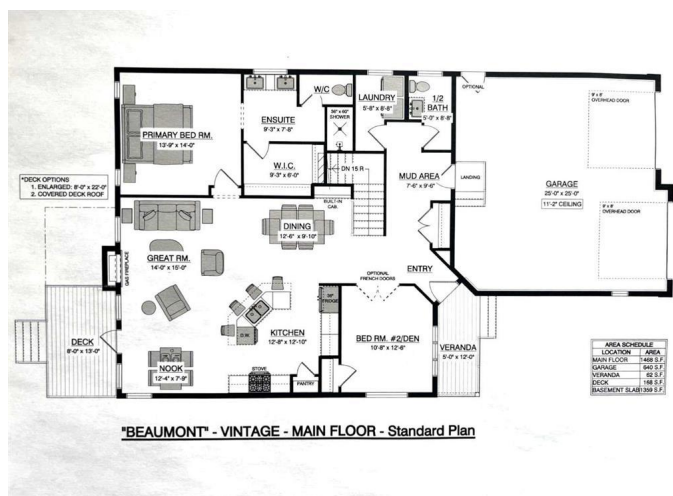 W/C
OPTIONAL
LAUNDRY
5'-8" x 8'-8"
1/2
BATH
5'-0" x 8'-8"
9' x 8'
OVERHEAD DOOR
ENSUITE
9'-3" x 7'-8"
36" x 60"
SHOWER
PRIMARY BED RM.
13'-9" x 14'-0"
W.I.C.
9'-3" x 6'-0"
DN 15 R
MUD AREA
7'-6" x 9'-6"
LANDING
GARAGE
25'-0" x 25'-0"
11'-2" CEILING
*DECK OPTIONS
1. ENLARGED: 8'-0" x 22'-0"
2. COVERED DECK ROOF
BUILT-IN
CAB.
9' x 8'
OVERHEAD DOOR
DINING
12'-6" x 9'-10"
GREAT RM.
14'-0" x 15'-0"
GAS FIREPLACE
ENTRY
OPTIONAL
FRENCH DOORS
FRIDGE
KITCHEN
12'-8" x 12'-10"
D.W.
BED RM. #2/DEN
10'-8" x 12'-6"
VERANDA
5'-0" x 12'-0"
DECK
8'-0" x 13'-0"
NOOK
12'-4" x 7'-9"
STOVE
PANTRY
AREA SCHEDULE
LOCATION AREA
MAIN FLOOR 1468 S.F.
GARAGE 640 S.F.
VERANDA 62 S.F.
DECK 168 S.F.
BASEMENT SLAB 1359 S.F.
"BEAUMONT" - VINTAGE - MAIN FLOOR - Standard Plan